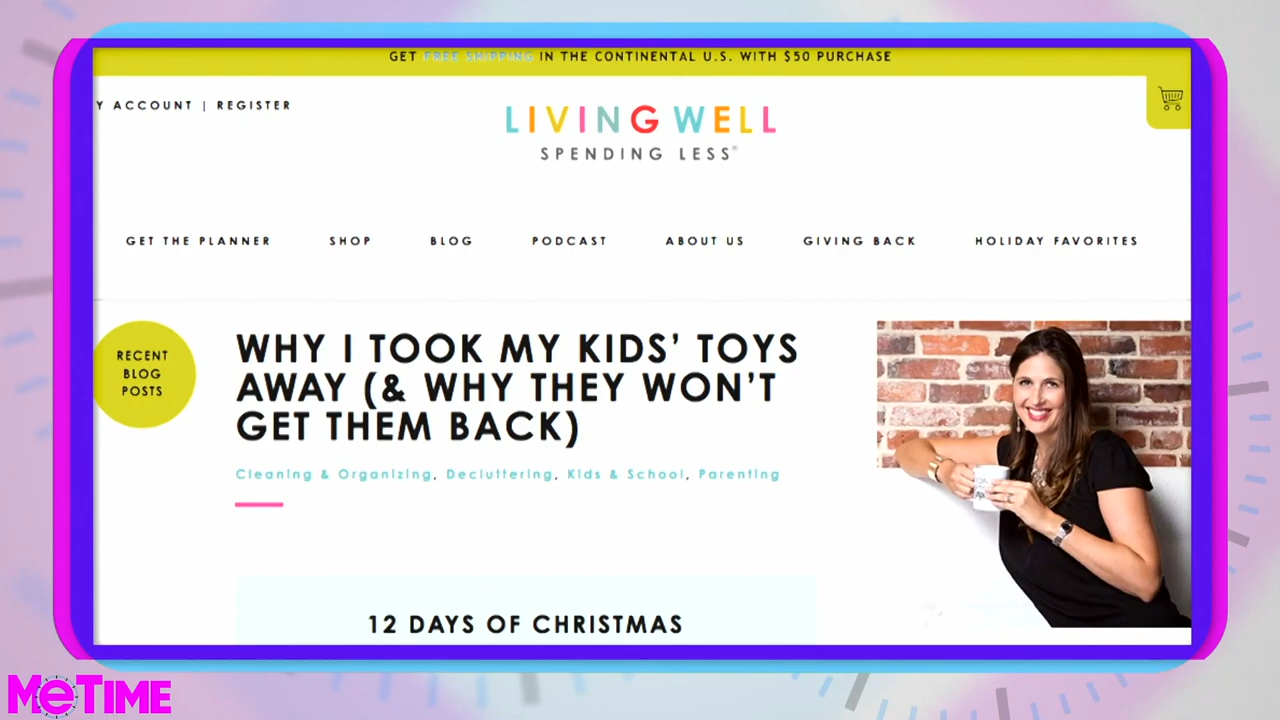 GET FREE SHIPPING IN THE CONTINENTAL U.S. WITH $50 PURCHASE
Y ACCOUNT | REGISTER
LIVING WELL
SPENDING LESS®
GET THE PLANNER SHOP BLOG PODCAST ABOUT US GIVING BACK HOLIDAY FAVORITES
RECENT
BLOG
POSTS
WHY I TOOK MY KIDS’ TOYS
AWAY (& WHY THEY WON’T
GET THEM BACK)
Cleaning & Organizing, Decluttering, Kids & School, Parenting
12 DAYS OF CHRISTMAS
MeTIME